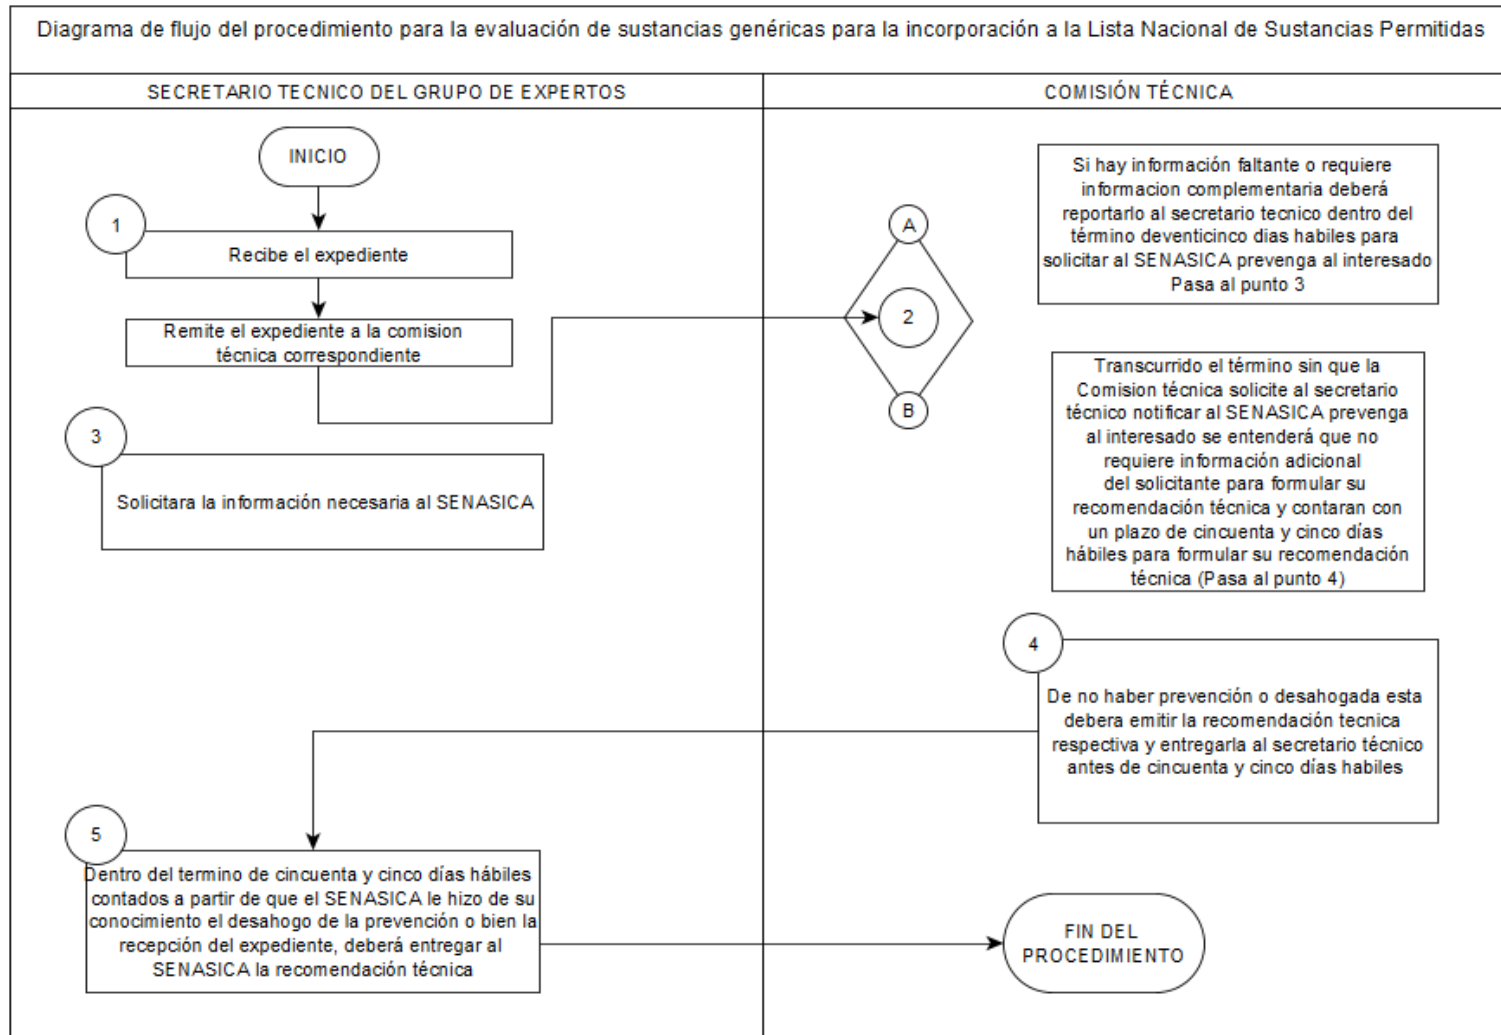 Diagrama de flujo del procedimiento para la evaluación de sustancias genéricas para la incorporación a la Lista Nacional de Sustancias Permitidas
SECRETARIO TECNICO DEL GRUPO DE EXPERTOS
COMISIÓN TÉCNICA
INICIO
1
Recibe el expediente
Remite el expediente a la comision
técnica correspondiente
A
2
B
Si hay información faltante o requiere
informacion complementaria deberá
reportarlo al secretario tecnico dentro del
término deventicinco dias habiles para
solicitar al SENASICA prevenga al interesado
Pasa al punto 3
3
Solicitara la información necesaria al SENASICA
Transcurrido el término sin que la
Comision técnica solicite al secretario
técnico notificar al SENASICA prevenga
al interesado se entenderá que no
requiere información adicional
del solicitante para formular su
recomendación técnica y contaran con
un plazo de cincuenta y cinco días
hábiles para formular su recomendación
técnica (Pasa al punto 4)
4
De no haber prevención o desahogada esta
debera emitir la recomendación tecnica
respectiva y entregarla al secretario técnico
antes de cincuenta y cinco días habiles
5
Dentro del termino de cincuenta y cinco días hábiles
contados a partir de que el SENASICA le hizo de su
conocimiento el desahogo de la prevención o bien la
recepción del expediente, deberá entregar al
SENASICA la recomendación técnica
FIN DEL
PROCEDIMIENTO